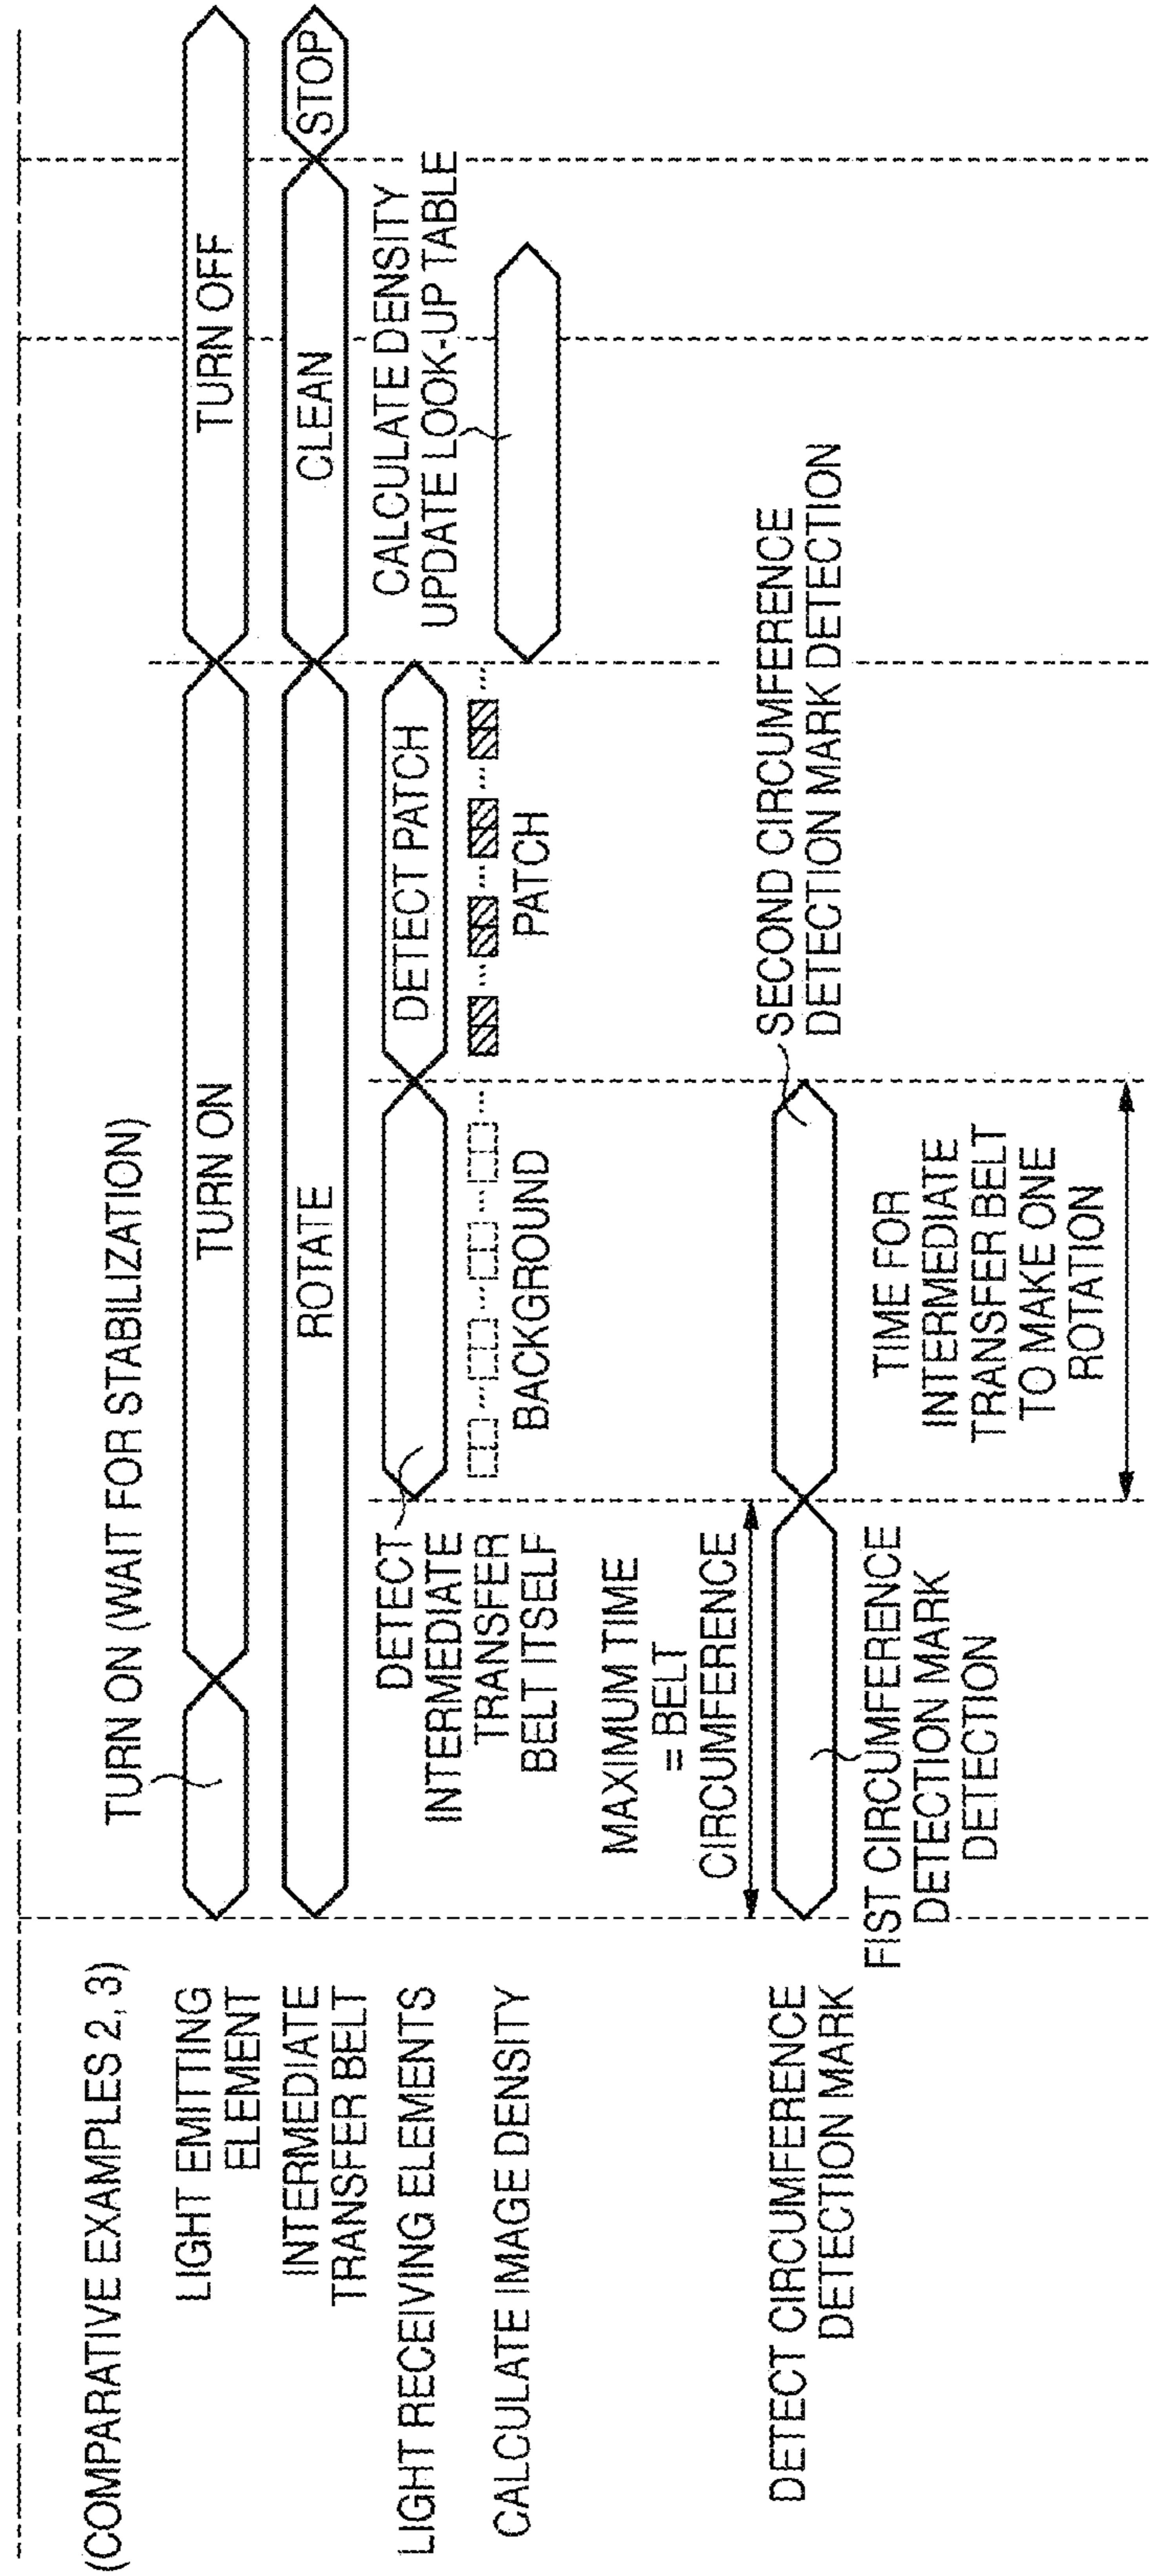 (COMPARATIVE EXAMPLES 2, 3)
TURN ON (WAIT FOR STABILIZATION)
LIGHT EMITTING
ELEMENT
TURN ON
TURN OFF
INTERMEDIATE
TRANSFER BELT
ROTATE
CLEAN
STOP
LIGHT RECEIVING ELEMENTS
DETECT
INTERMEDIATE
TRANSFER
BELT ITSELF
DETECT PATCH
BACKGROUND
PATCH
CALCULATE IMAGE DENSITY
CALCULATE DENSITY
UPDATE LOOK-UP TABLE
MAXIMUM TIME
= BELT
CIRCUMFERENCE
SECOND CIRCUMFERENCE
DETECTION MARK DETECTION
DETECT CIRCUMFERENCE
DETECTION MARK
FIST CIRCUMFERENCE
DETECTION MARK
DETECTION
TIME FOR
INTERMEDIATE
TRANSFER BELT
TO MAKE ONE
ROTATION